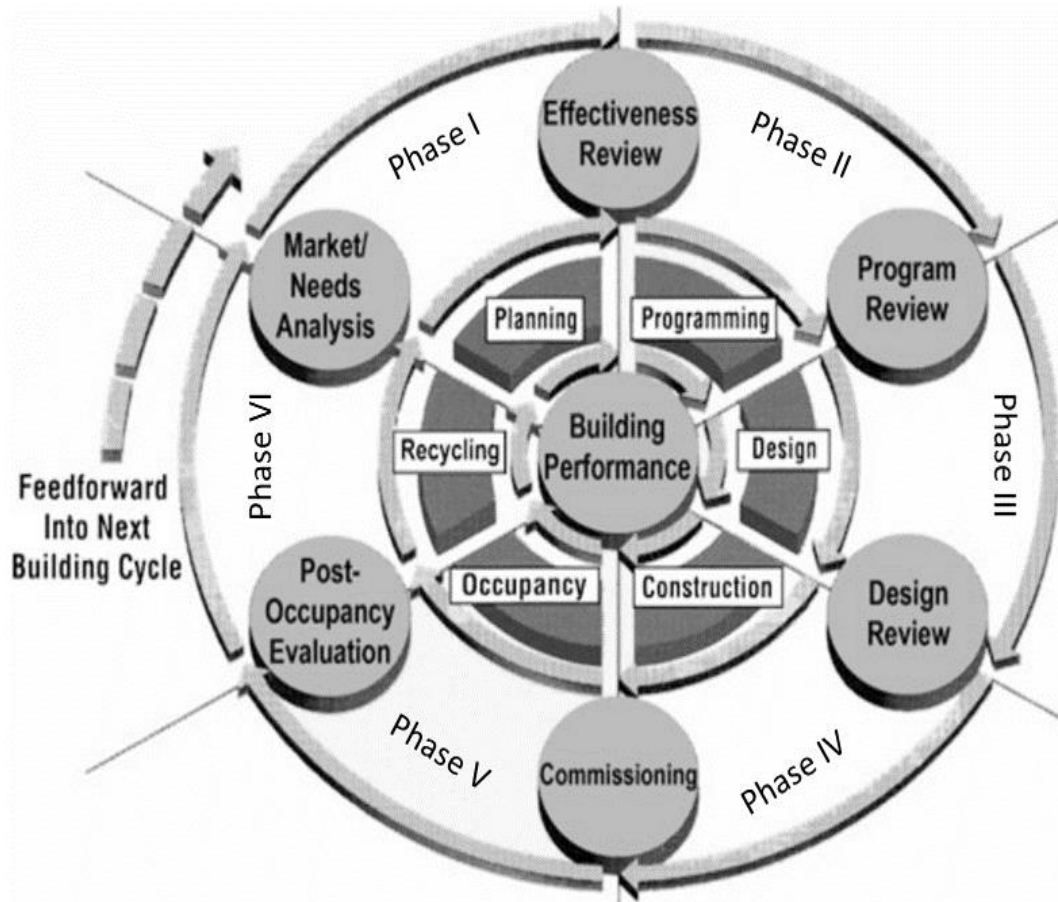 Phase I
Effectiveness
Review
Phase II
Market/
Needs
Analysis
Program
Review
Planning
Programming
Phase VI
Recycling
Building
Performance
Design
Phase III
Feedforward
Into Next
Building Cycle
Post-
Occupancy
Evaluation
Occupancy
Construction
Design
Review
Phase V
Commissioning
Phase IV